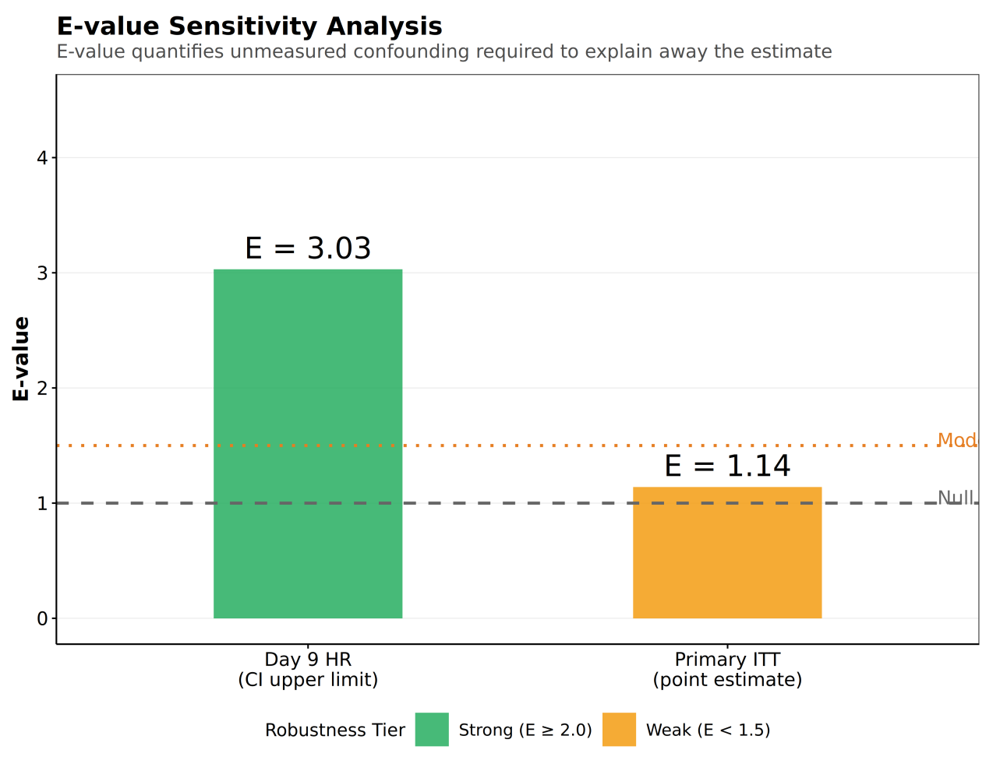 E-value Sensitivity Analysis
E-value quantifies unmeasured confounding required to explain away the estimate
E-value
4
3
2
1
0
E = 3.03
E = 1.14
Mod
Null
Day 9 HR
(CI upper limit)
Primary ITT
(point estimate)
Robustness Tier
Strong (E ≥ 2.0)
Weak (E < 1.5)